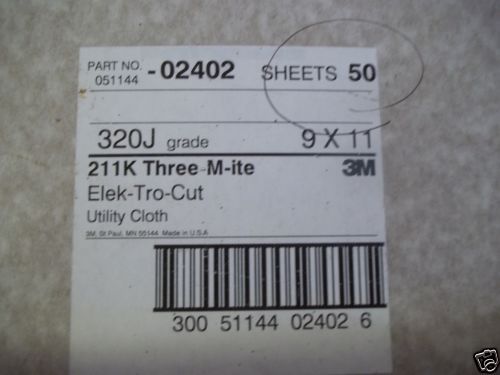 PART NO. 051144 -02402 SHEETS 50
320J grade 9 X 11
211K Three-M-ite 3M
Elek-Tro-Cut
Utility Cloth
3M, St Paul, MN 55144 Made in U.S.A
300 51144 02402 6